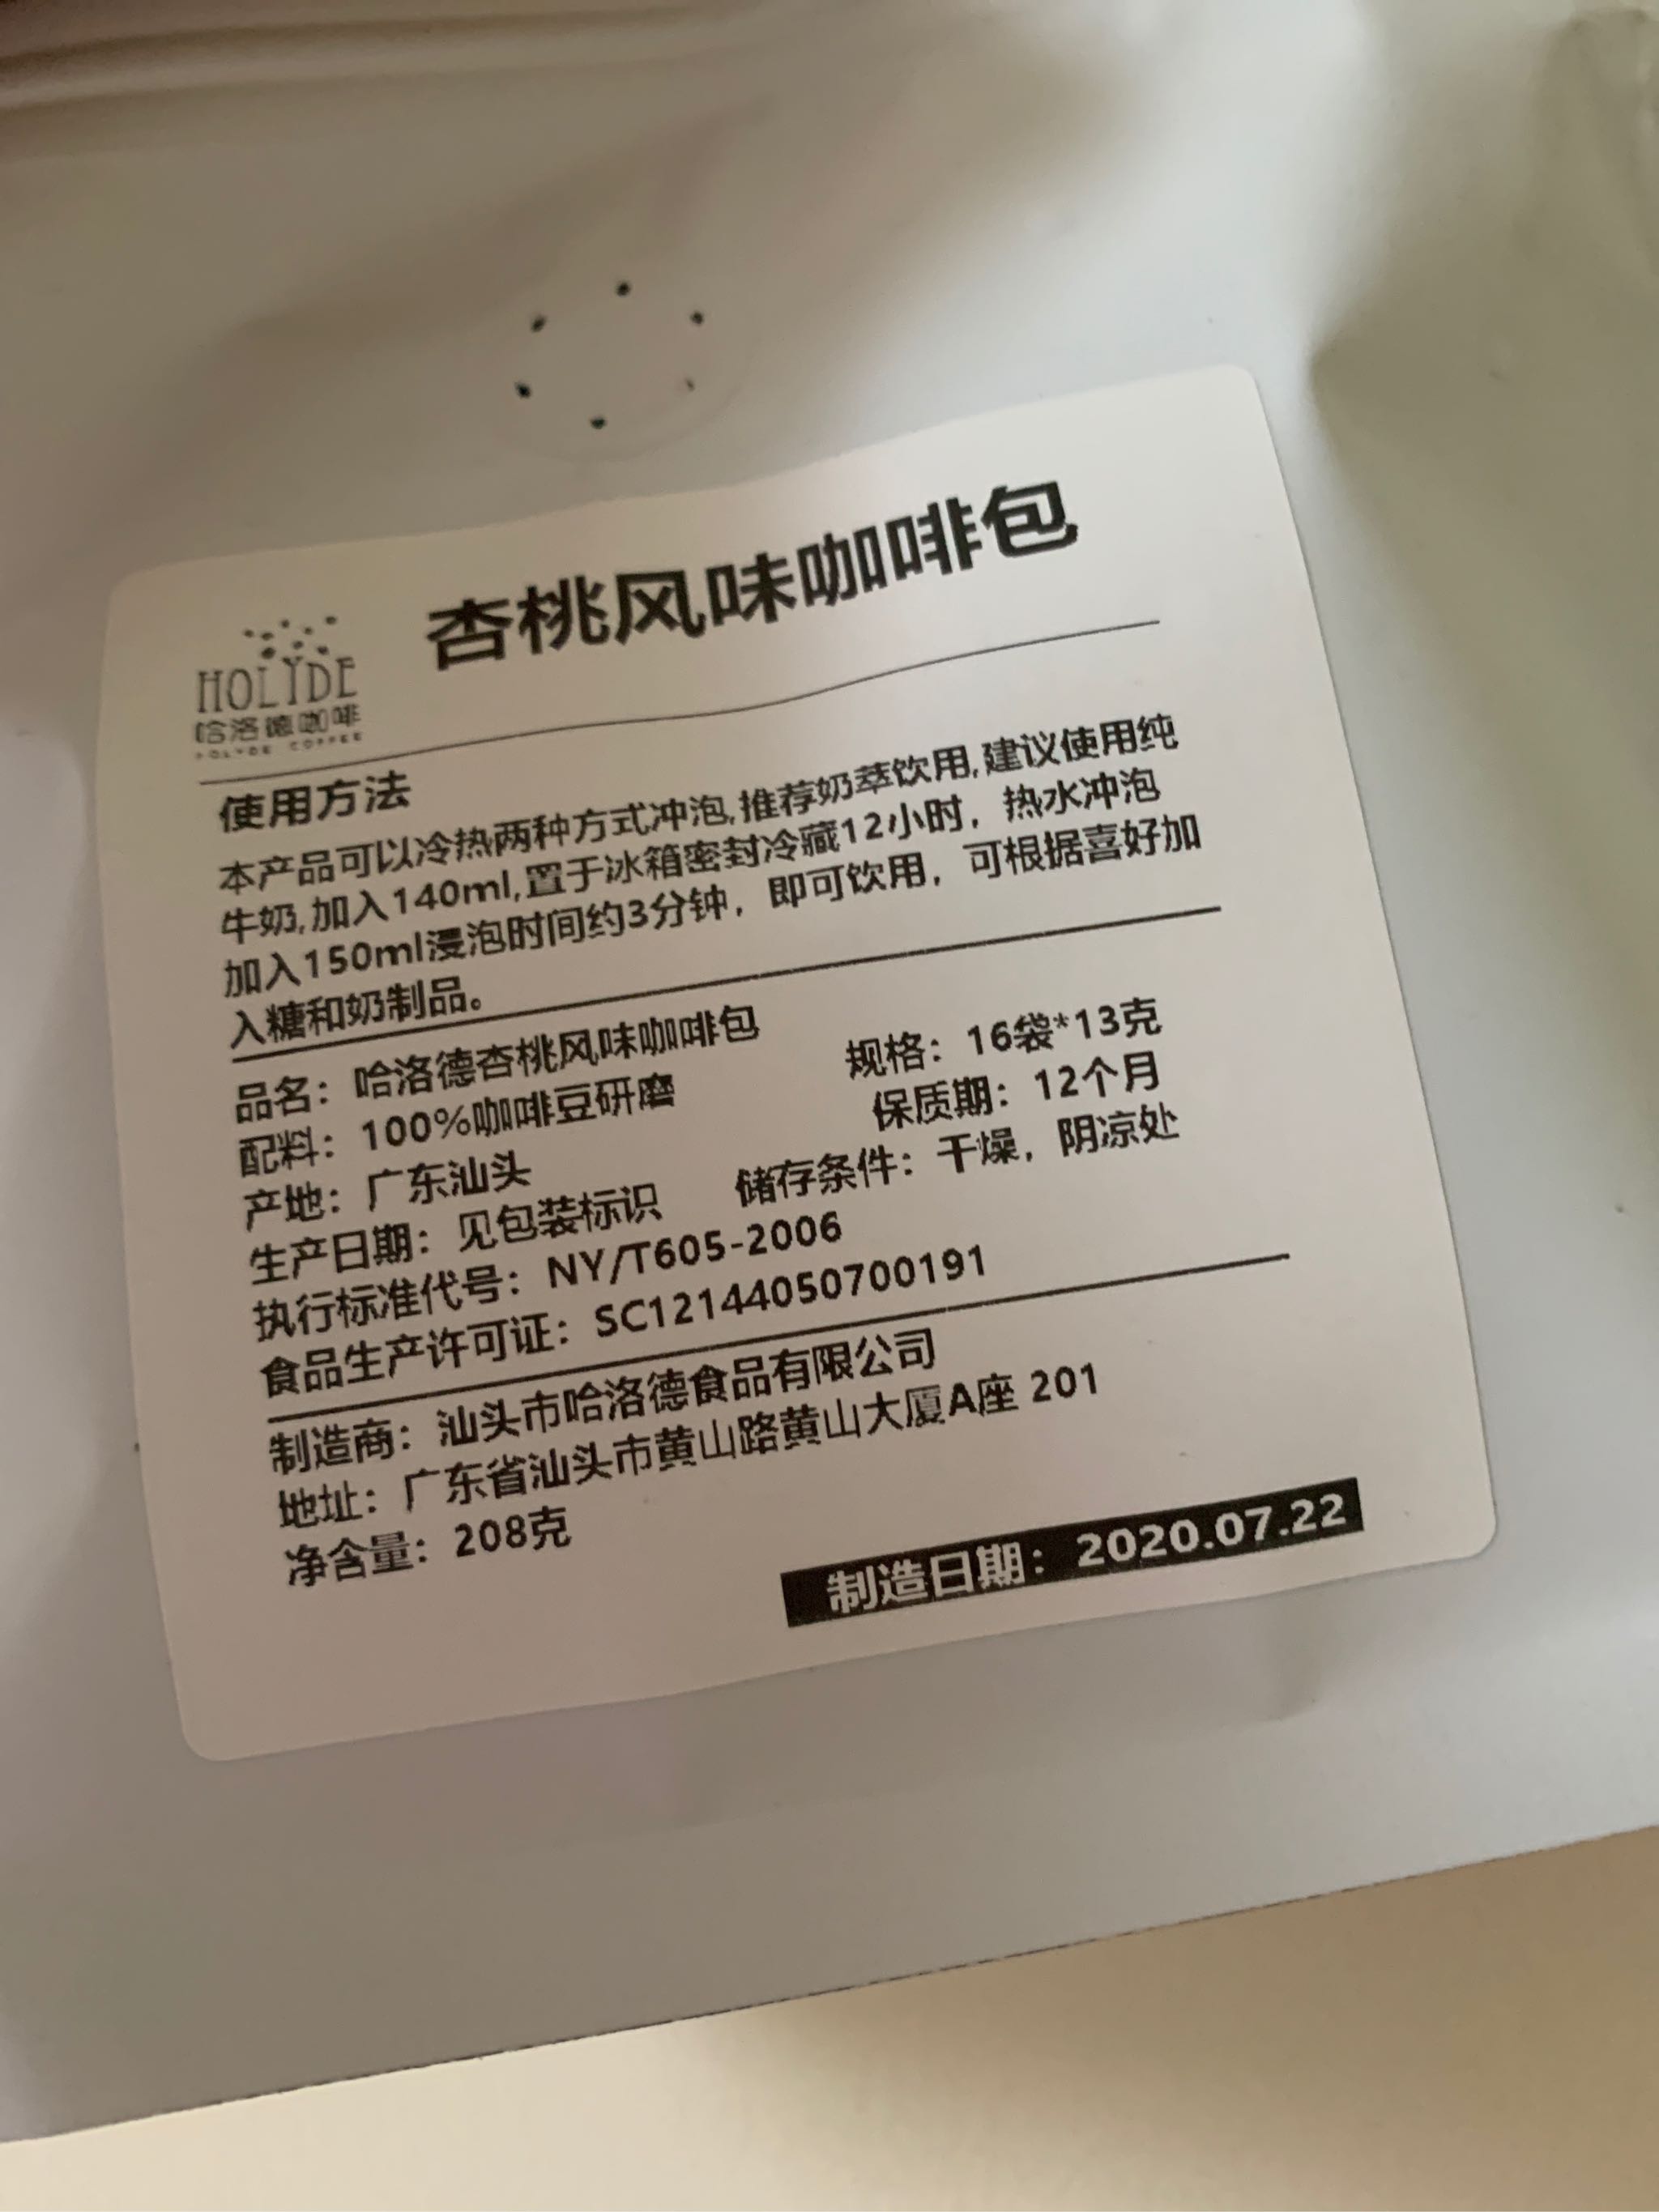 杏桃风味咖啡包
HOLYDE
哈洛德咖啡
HOLYDE COFFEE
使用方法
本产品可以冷热两种方式冲泡,推荐奶萃饮用,建议使用纯
牛奶,加入140ml,置于冰箱密封冷藏12小时，热水冲泡
加入150ml浸泡时间约3分钟，即可饮用，可根据喜好加
入糖和奶制品。
品名：哈洛德杏桃风味咖啡包 规格：16袋*13克
配料：100%咖啡豆研磨 保质期：12个月
产地：广东汕头 储存条件：干燥，阴凉处
生产日期：见包装标识
执行标准代号：NY/T605-2006
食品生产许可证：SC12144050700191
制造商：汕头市哈洛德食品有限公司
地址：广东省汕头市黄山路黄山大厦A座 201
净含量：208克
制造日期：2020.07.22